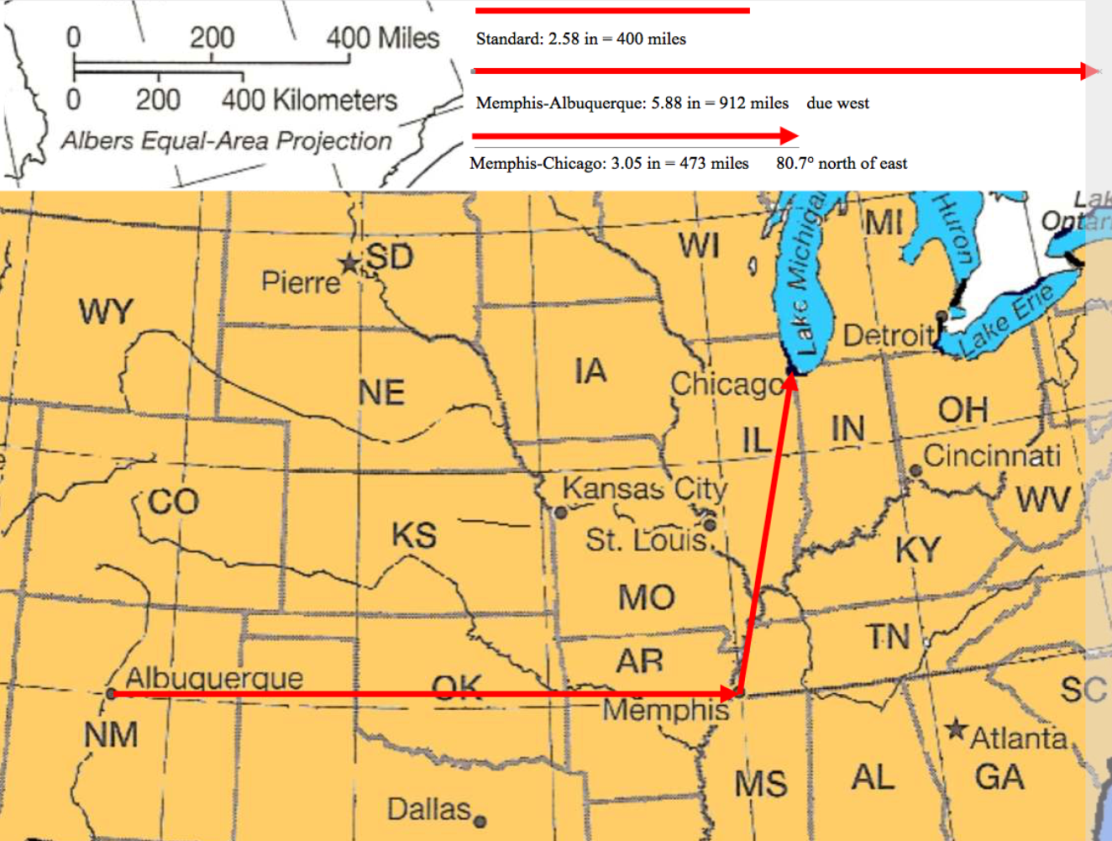 0 200 400 Miles
0 200 400 Kilometers
Albers Equal-Area Projection
Standard: 2.58 in = 400 miles
Memphis-Albuquerque: 5.88 in = 912 miles due west
Memphis-Chicago: 3.05 in = 473 miles 80.7° north of east
Lake Michigan
Huron
MI
WI
SD
Pierre
WY
Detroit
Lake Erie
IA
NE
Chicago
OH
IL
IN
Cincinnati
Kansas City
CO
WV
KS
St. Louis
KY
MO
TN
AR
Albuquerque
OK
SC
Memphis
NM
Atlanta
MS
AL
GA
Dallas